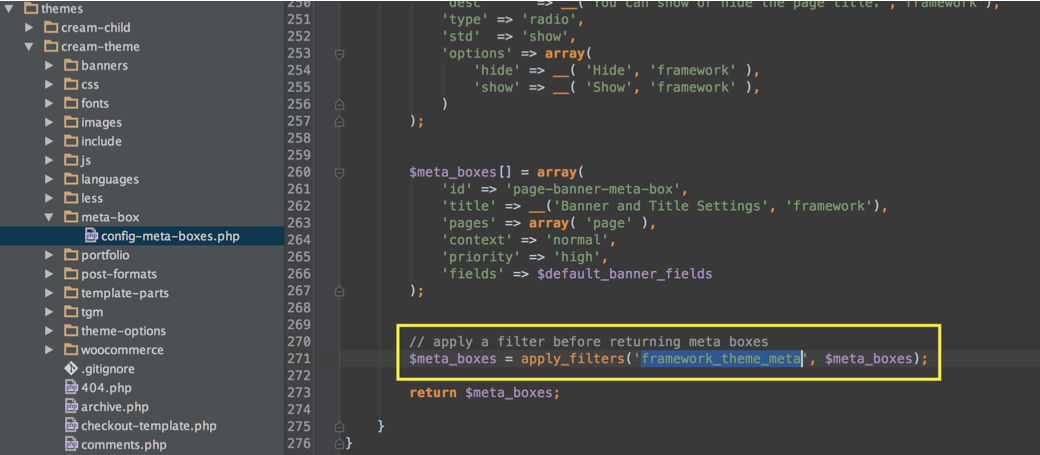 themes
cream-child
cream-theme
banners
css
fonts
images
include
js
languages
less
meta-box
config-meta-boxes.php
portfolio
post-formats
template-parts
tgm
theme-options
woocommerce
.gitignore
404.php
archive.php
checkout-template.php
comments.php
250 'desc' => __( 'You can show or hide the page title.', 'framework' ),
251 'type' => 'radio',
252 'std' => 'show',
253 'options' => array(
254 'hide' => __( 'Hide', 'framework' ),
255 'show' => __( 'Show', 'framework' ),
256 )
257 );
258
259
260 $meta_boxes[] = array(
261 'id' => 'page-banner-meta-box',
262 'title' => __('Banner and Title Settings', 'framework'),
263 'pages' => array( 'page' ),
264 'context' => 'normal',
265 'priority' => 'high',
266 'fields' => $default_banner_fields
267 );
268
269
270 // apply a filter before returning meta boxes
271 $meta_boxes = apply_filters('framework_theme_meta', $meta_boxes);
272
273 return $meta_boxes;
274
275 }
276 }